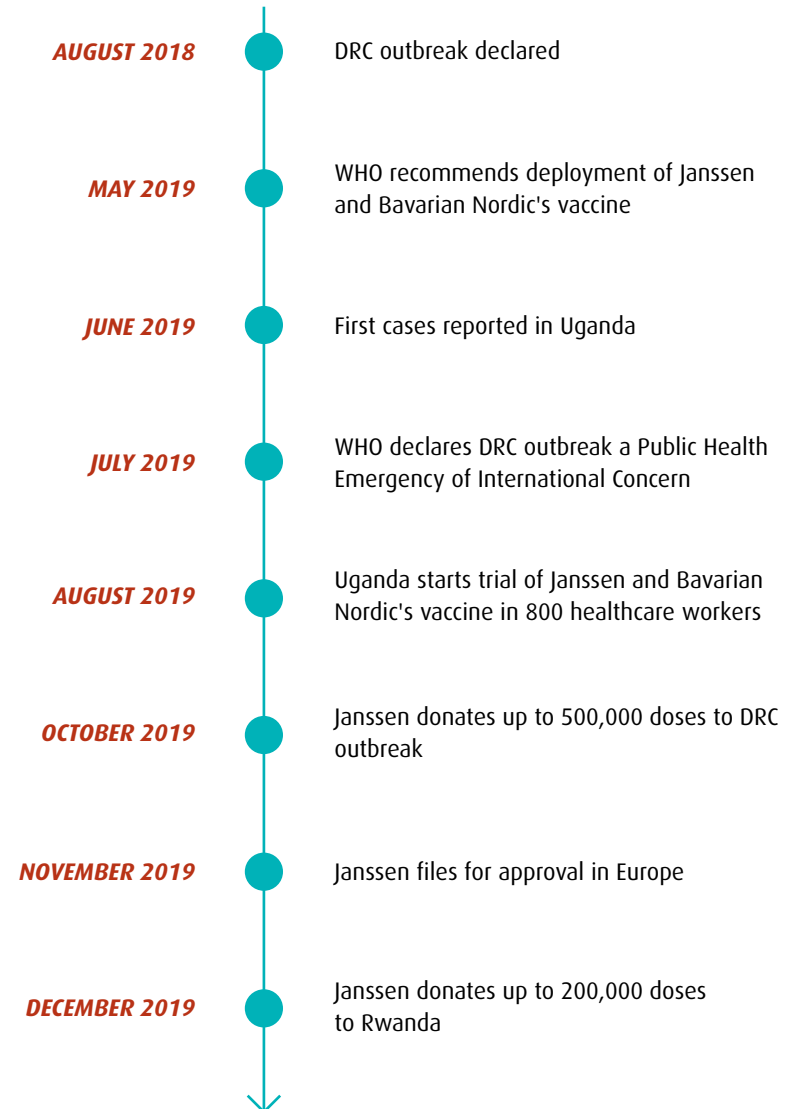 AUGUST 2018
DRC outbreak declared
MAY 2019
WHO recommends deployment of Janssen
and Bavarian Nordic's vaccine
JUNE 2019
First cases reported in Uganda
JULY 2019
WHO declares DRC outbreak a Public Health
Emergency of International Concern
AUGUST 2019
Uganda starts trial of Janssen and Bavarian
Nordic's vaccine in 800 healthcare workers
OCTOBER 2019
Janssen donates up to 500,000 doses to DRC
outbreak
NOVEMBER 2019
Janssen files for approval in Europe
DECEMBER 2019
Janssen donates up to 200,000 doses
to Rwanda